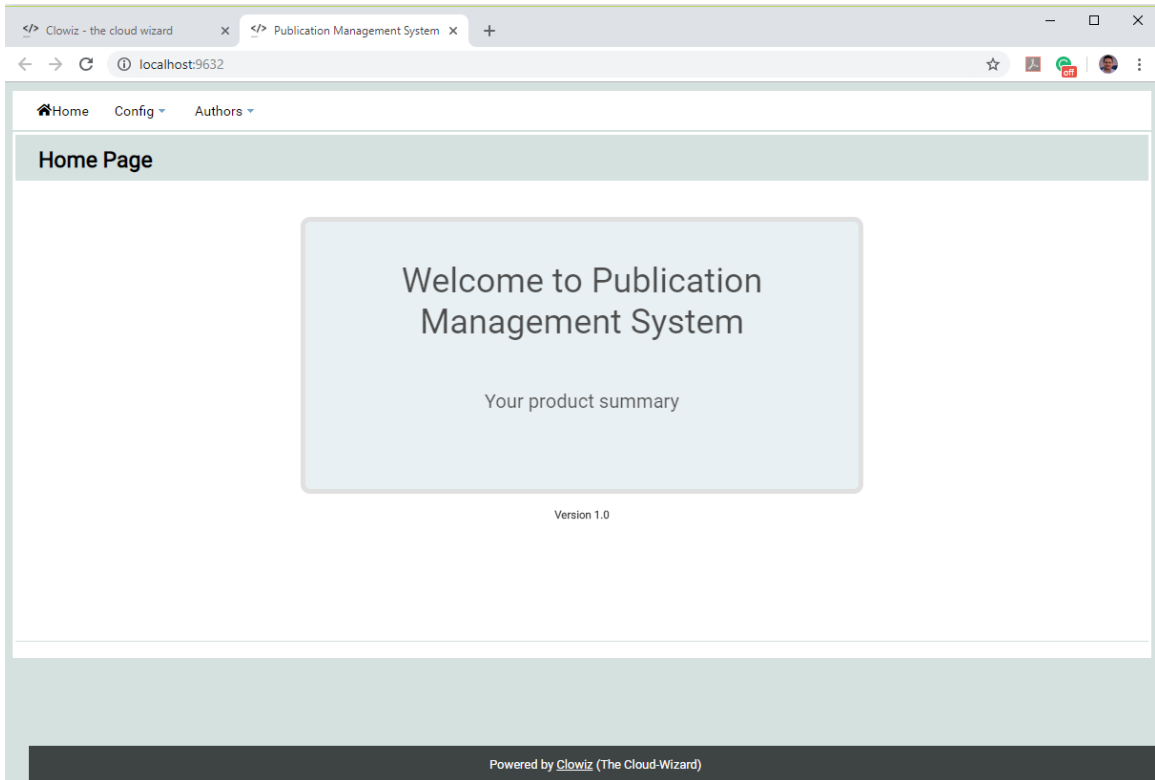 </> Clowiz - the cloud wizard
</> Publication Management System
localhost:9632
off
Home Config Authors
Home Page
Welcome to Publication
Management System
Your product summary
Version 1.0
Powered by Clowiz (The Cloud-Wizard)